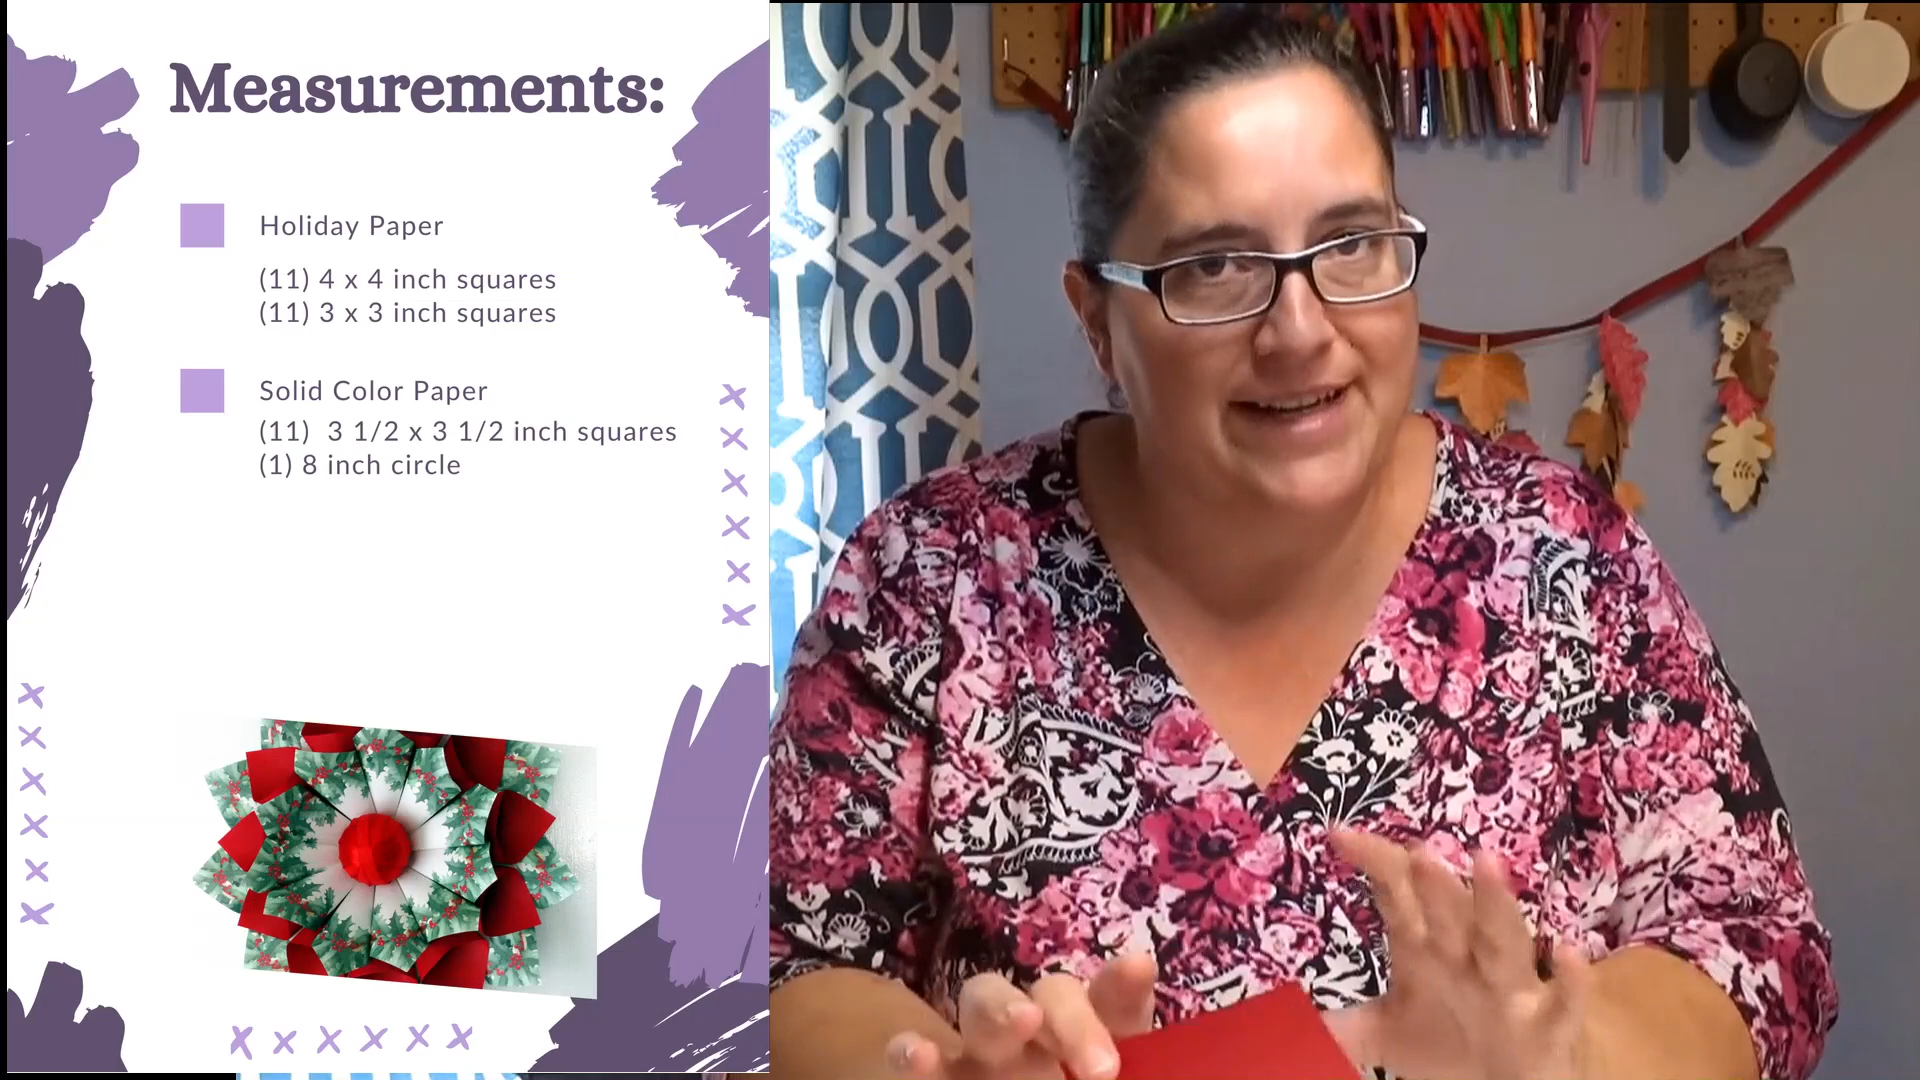 Measurements:
Holiday Paper
(11) 4 x 4 inch squares
(11) 3 x 3 inch squares
Solid Color Paper
(11) 3 1/2 x 3 1/2 inch squares
(1) 8 inch circle